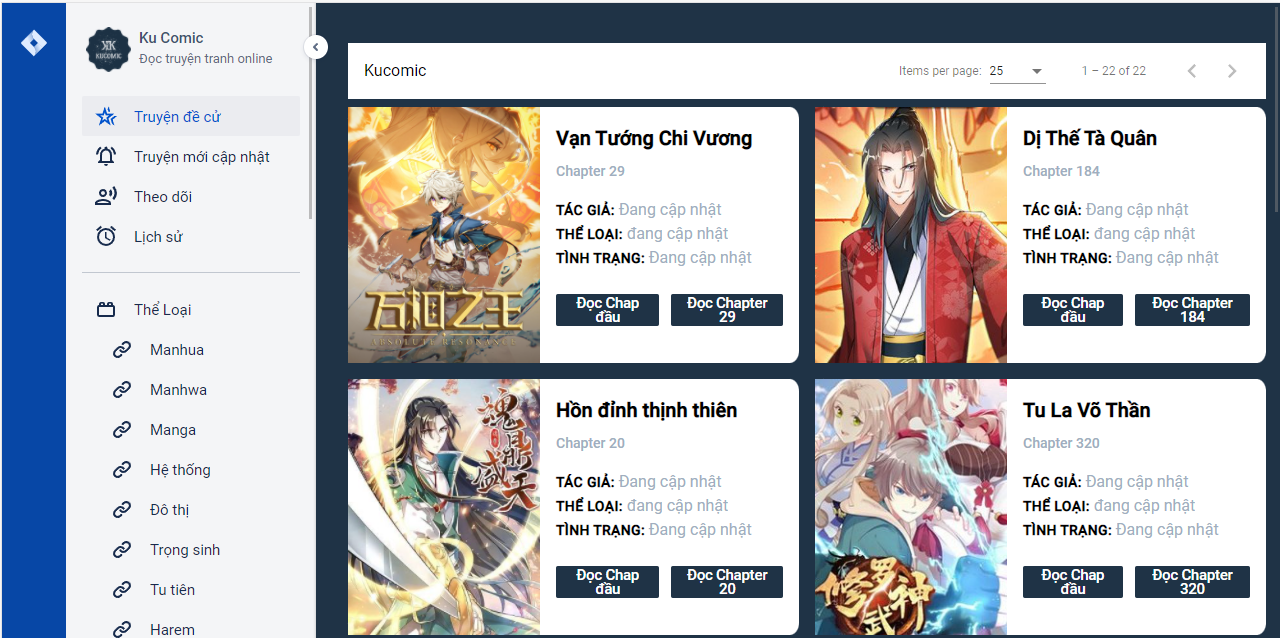 Ku Comic
Đọc truyện tranh online
KK
KUCOMIC
Truyện đề cử
Truyện mới cập nhật
Theo dõi
Lịch sử
Thể Loại
Manhua
Manhwa
Manga
Hệ thống
Đô thị
Trọng sinh
Tu tiên
Harem
Kucomic
Items per page: 25
1 – 22 of 22
万相之王
ABSOLUTE RESONANCE
Vạn Tướng Chi Vương
Chapter 29
TÁC GIẢ: Đang cập nhật
THỂ LOẠI: đang cập nhật
TÌNH TRẠNG: Đang cập nhật
Đọc Chap
đầu
Đọc Chapter
29
Dị Thế Tà Quân
Chapter 184
TÁC GIẢ: Đang cập nhật
THỂ LOẠI: đang cập nhật
TÌNH TRẠNG: Đang cập nhật
Đọc Chap
đầu
Đọc Chapter
184
魂鼎
盛天
Hồn đỉnh thịnh thiên
Chapter 20
TÁC GIẢ: Đang cập nhật
THỂ LOẠI: đang cập nhật
TÌNH TRẠNG: Đang cập nhật
Đọc Chap
đầu
Đọc Chapter
20
修罗武神
Tu La Võ Thần
Chapter 320
TÁC GIẢ: Đang cập nhật
THỂ LOẠI: đang cập nhật
TÌNH TRẠNG: Đang cập nhật
Đọc Chap
đầu
Đọc Chapter
320